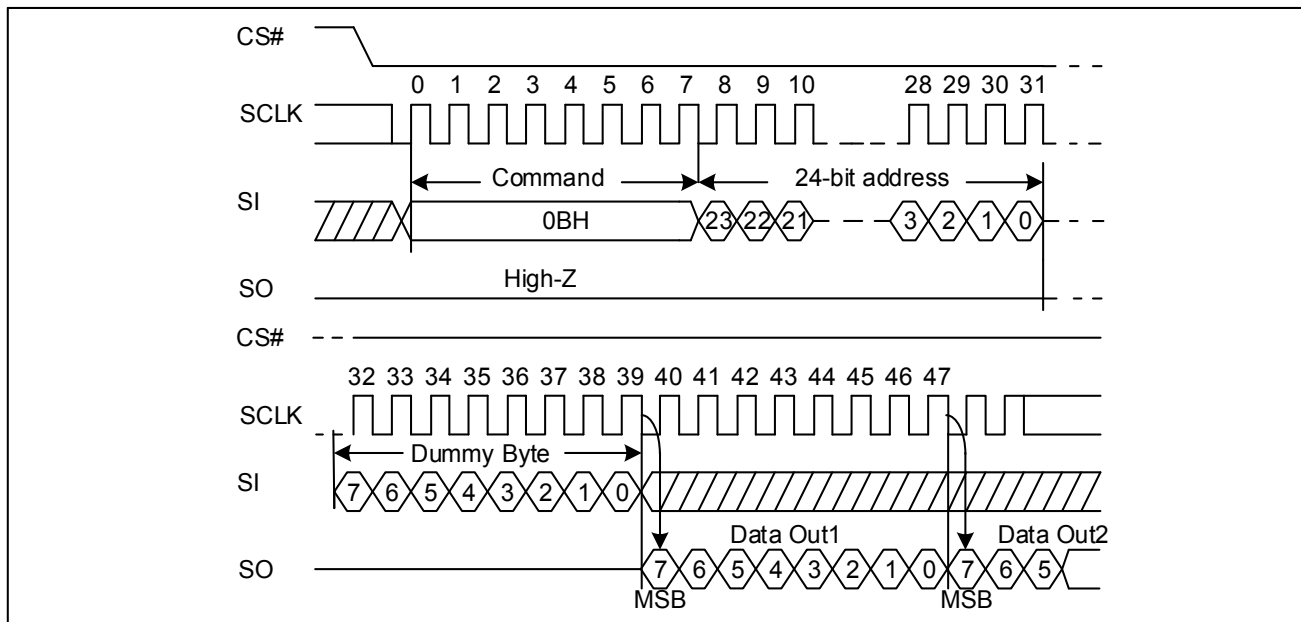 CS#
0 1 2 3 4 5 6 7 8 9 10 28 29 30 31
SCLK
Command 24-bit address
SI
0BH 23 22 21 3 2 1 0
High-Z
SO
CS#
32 33 34 35 36 37 38 39 40 41 42 43 44 45 46 47
SCLK
Dummy Byte
SI
7 6 5 4 3 2 1 0
Data Out1 Data Out2
SO
7 6 5 4 3 2 1 0 7 6 5
MSB MSB